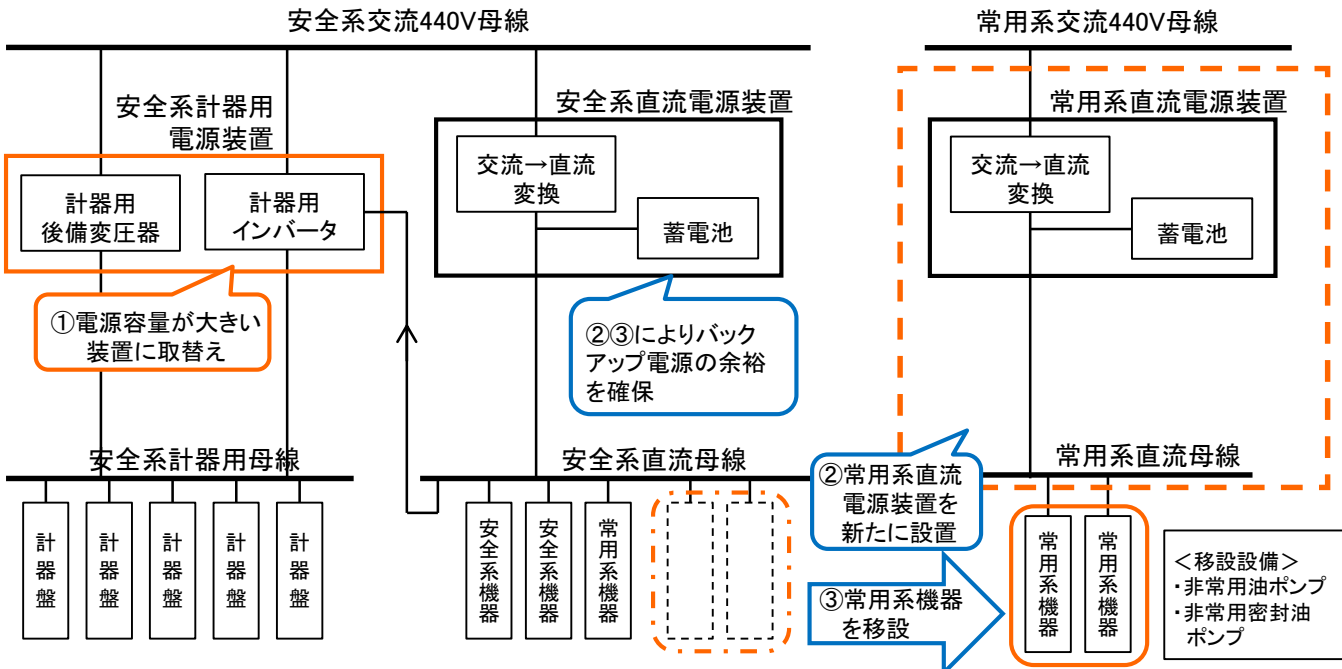 安全系交流440V母線
常用系交流440V母線
安全系計器用
電源装置
安全系直流電源装置
常用系直流電源装置
計器用
後備変圧器
計器用
インバータ
交流→直流
変換
蓄電池
交流→直流
変換
蓄電池
①電源容量が大きい
装置に取替え
②③によりバック
アップ電源の余裕
を確保
安全系計器用母線
安全系直流母線
常用系直流母線
②常用系直流
電源装置を
新たに設置
計器盤
計器盤
計器盤
計器盤
計器盤
安全系機器
安全系機器
常用系機器
③常用系機器
を移設
常用系機器
常用系機器
＜移設設備＞
・非常用油ポンプ
・非常用密封油
ポンプ